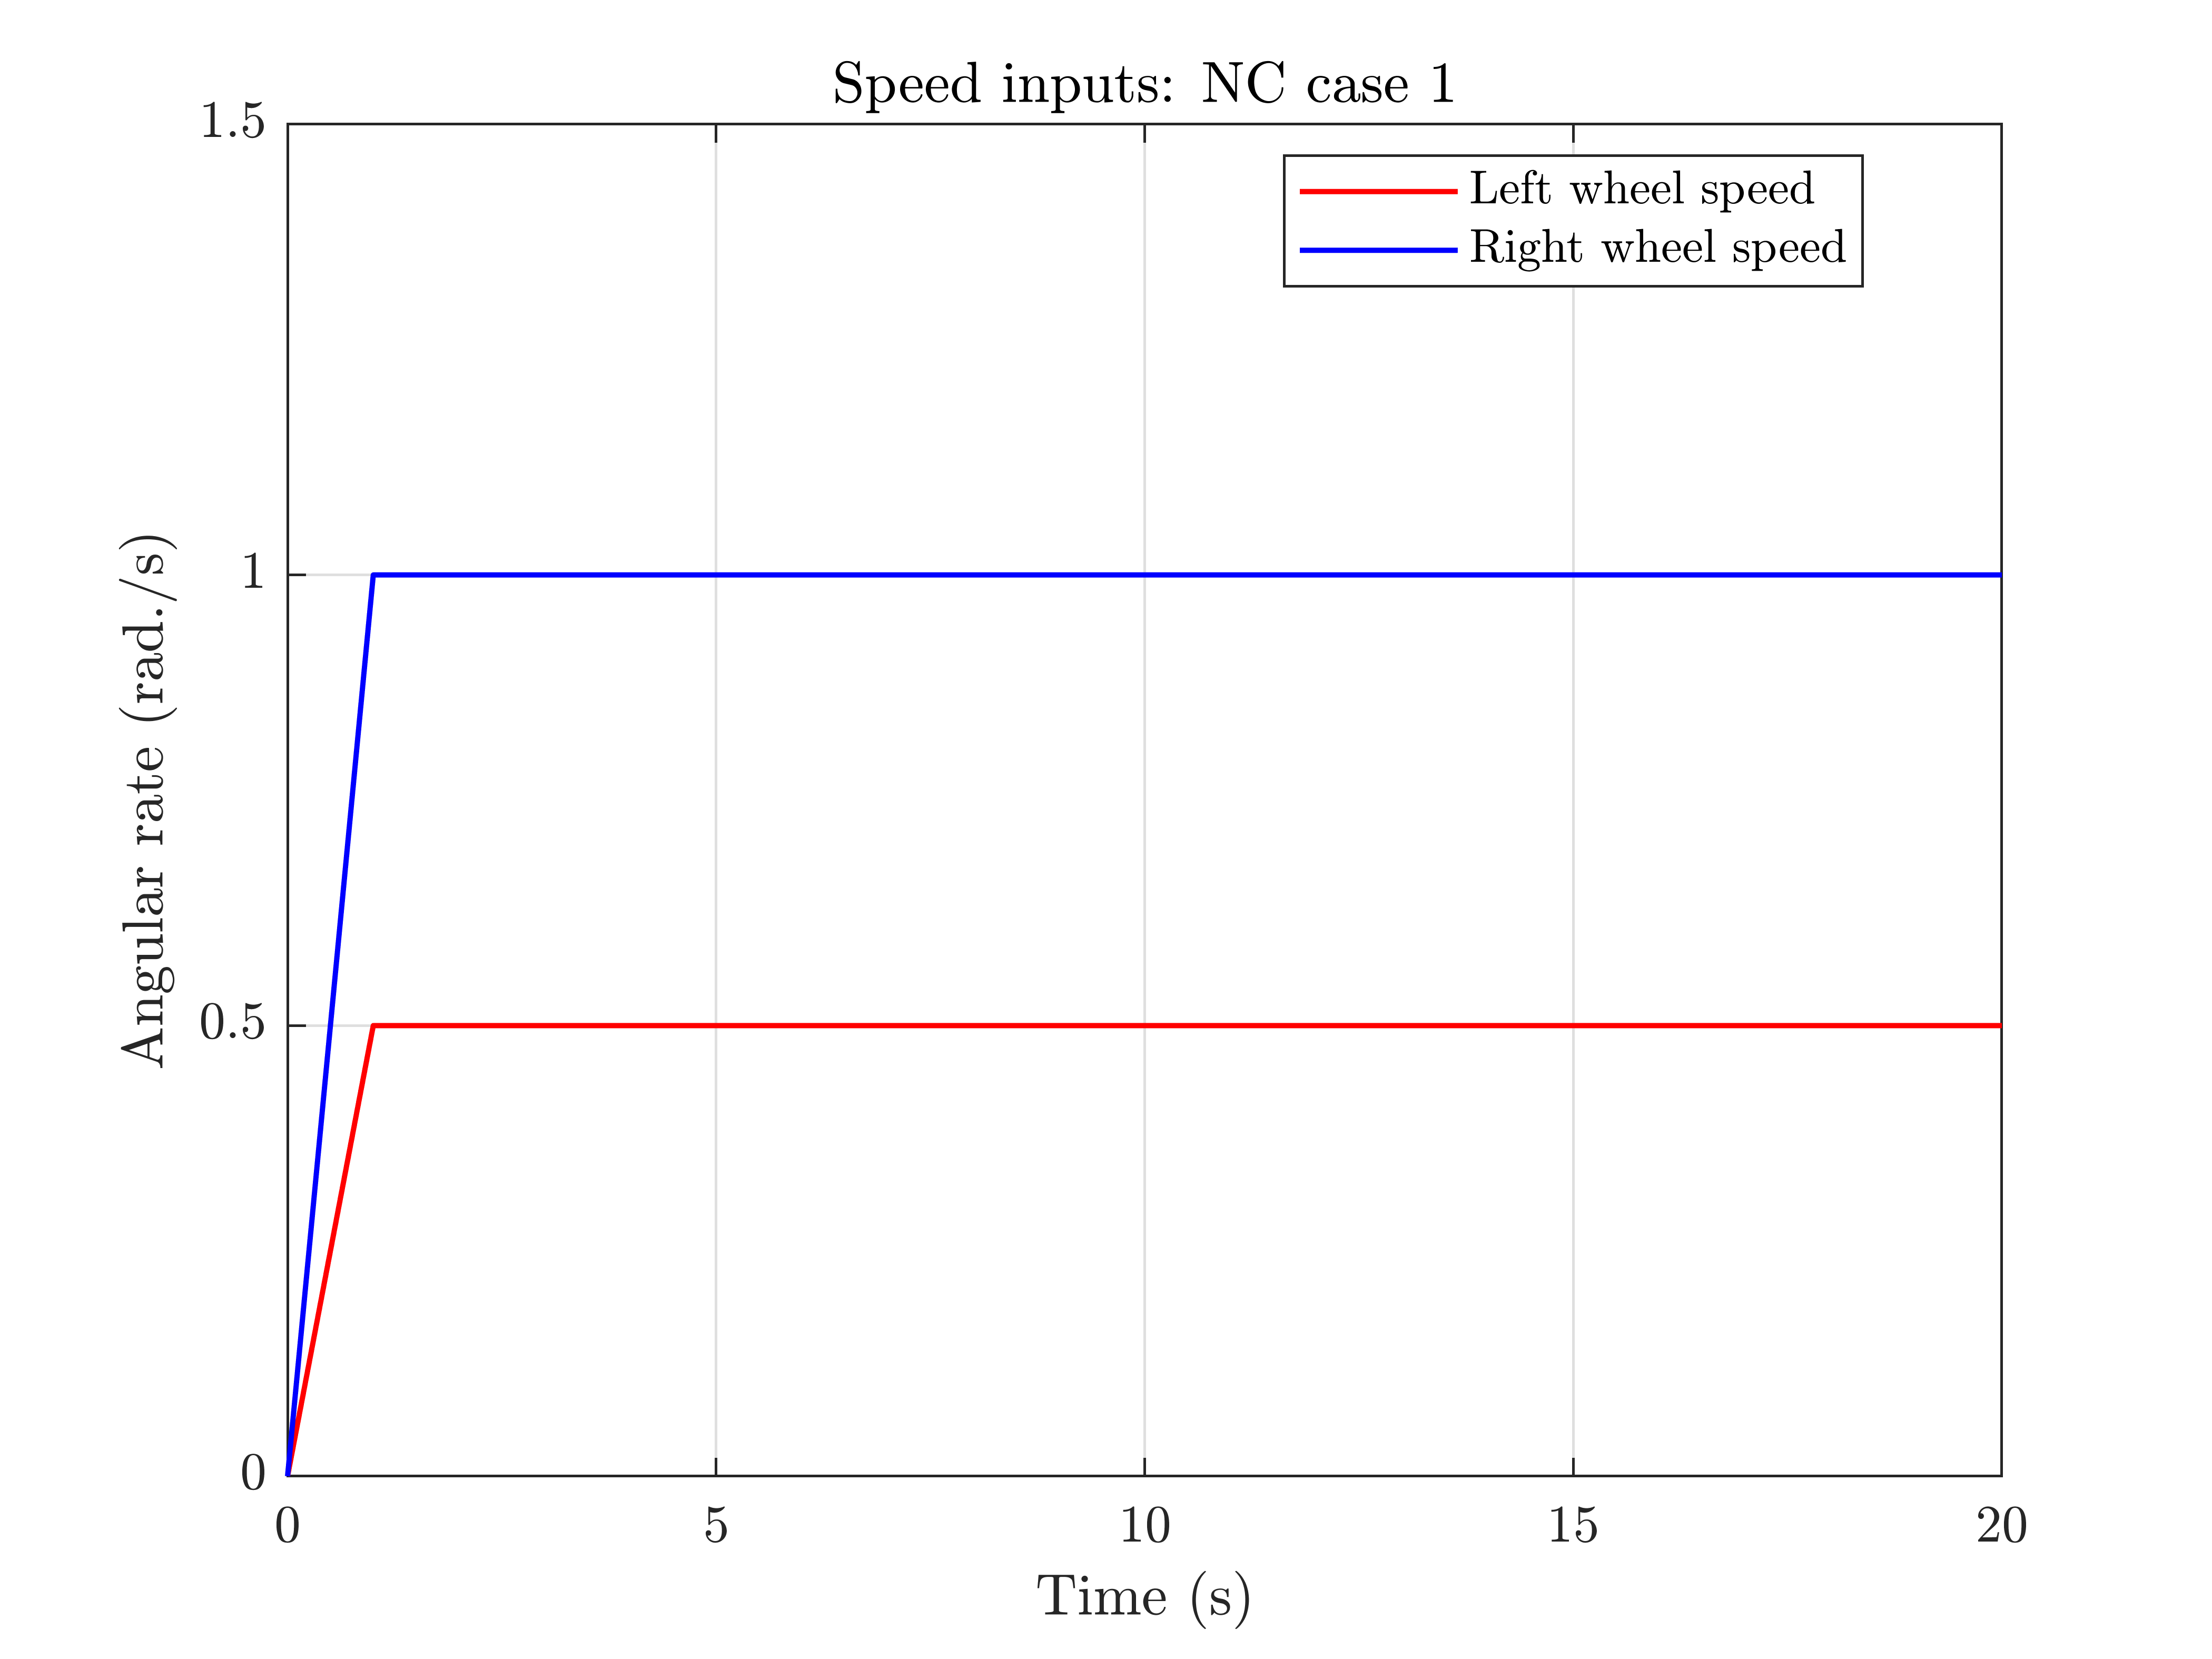 Speed inputs: NC case 1
1.5
Left wheel speed
Right wheel speed
1
Angular rate (rad./s)
0.5
0
0 5 10 15 20
Time (s)